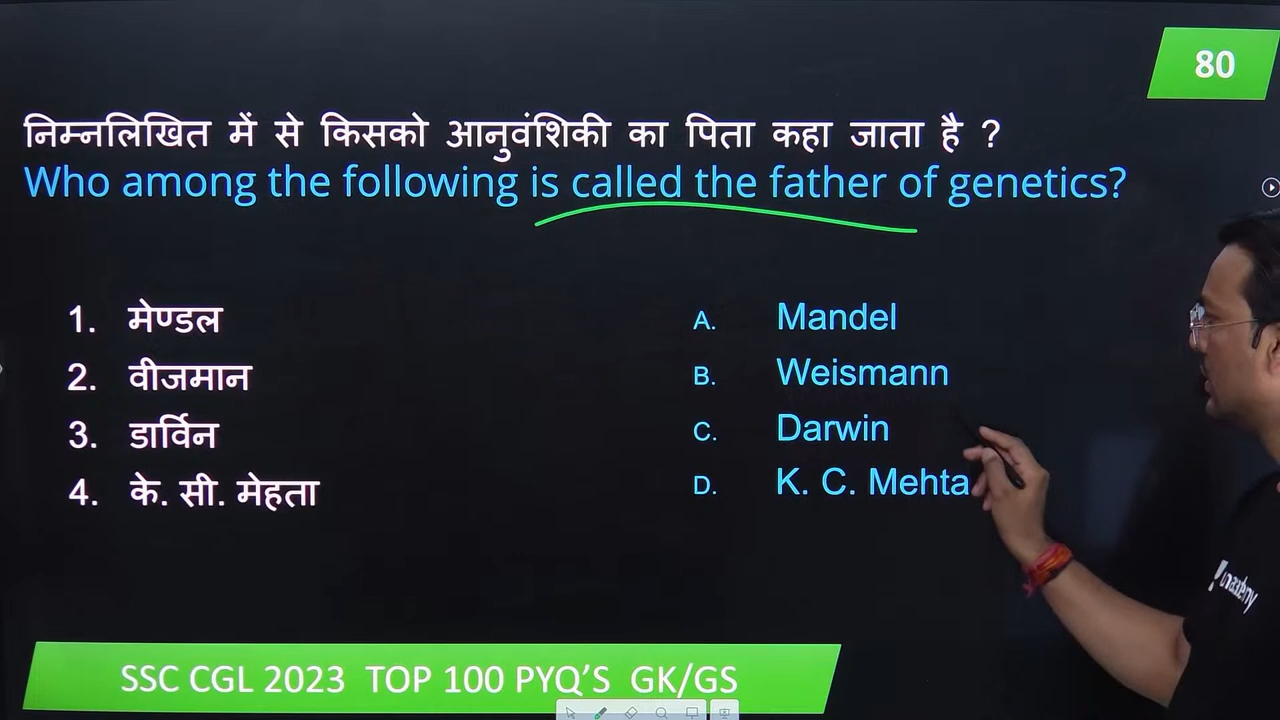 80
निम्नलिखित में से किसको आनुवंशिकी का पिता कहा जाता है ?
Who among the following is called the father of genetics?
1. मेण्डल
2. वीजमान
3. डार्विन
4. के. सी. मेहता
A. Mandel
B. Weismann
C. Darwin
D. K. C. Mehta
unacademy
SSC CGL 2023 TOP 100 PYQ'S GK/GS